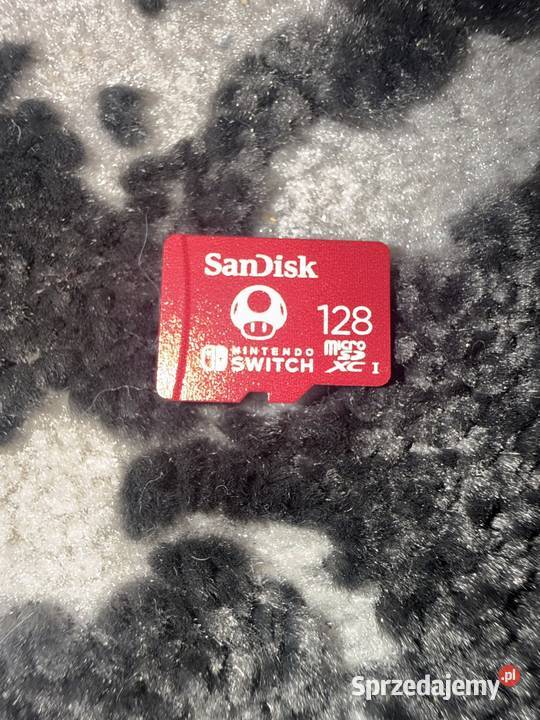 SanDisk
128
NINTENDO
SWITCH
micro
SD
XC I
Sprzedajemy.pl